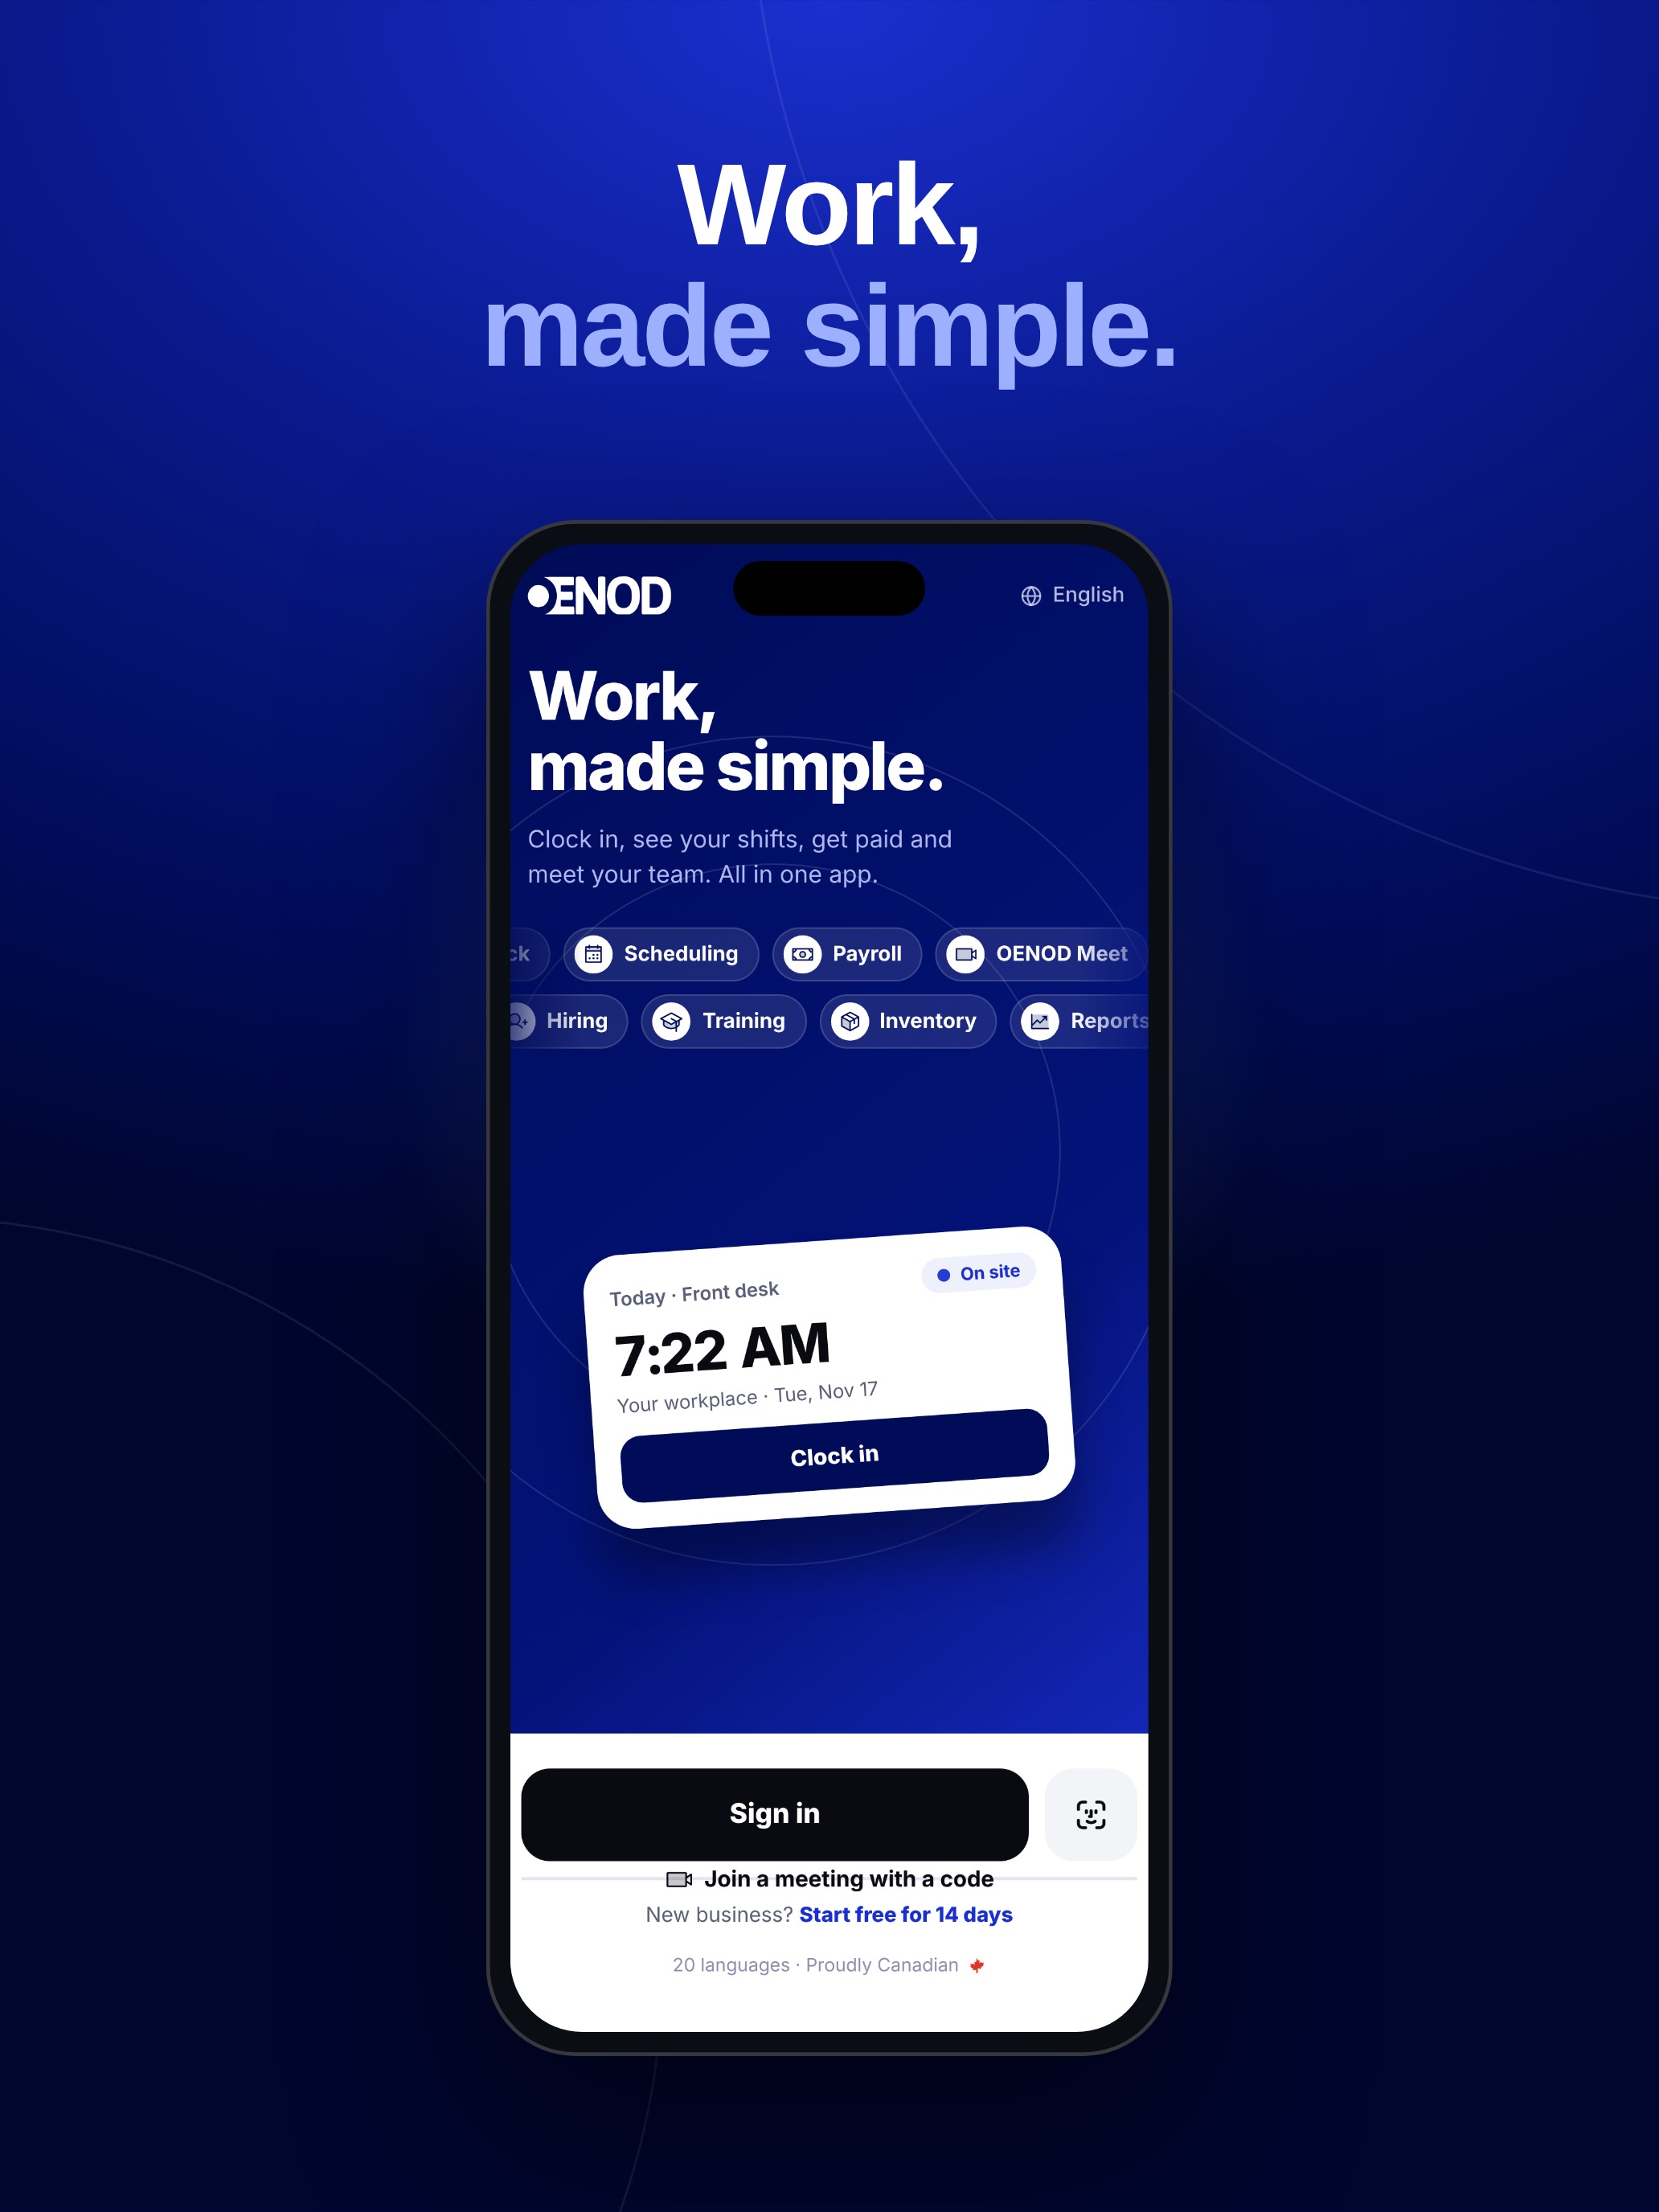 Work,
made simple.
OENOD
English
Work,
made simple.
Clock in, see your shifts, get paid and
meet your team. All in one app.
ck Scheduling Payroll OENOD Meet
Hiring Training Inventory Reports
Today · Front desk
On site
7:22 AM
Your workplace · Tue, Nov 17
Clock in
Sign in
Join a meeting with a code
New business? Start free for 14 days
20 languages · Proudly Canadian